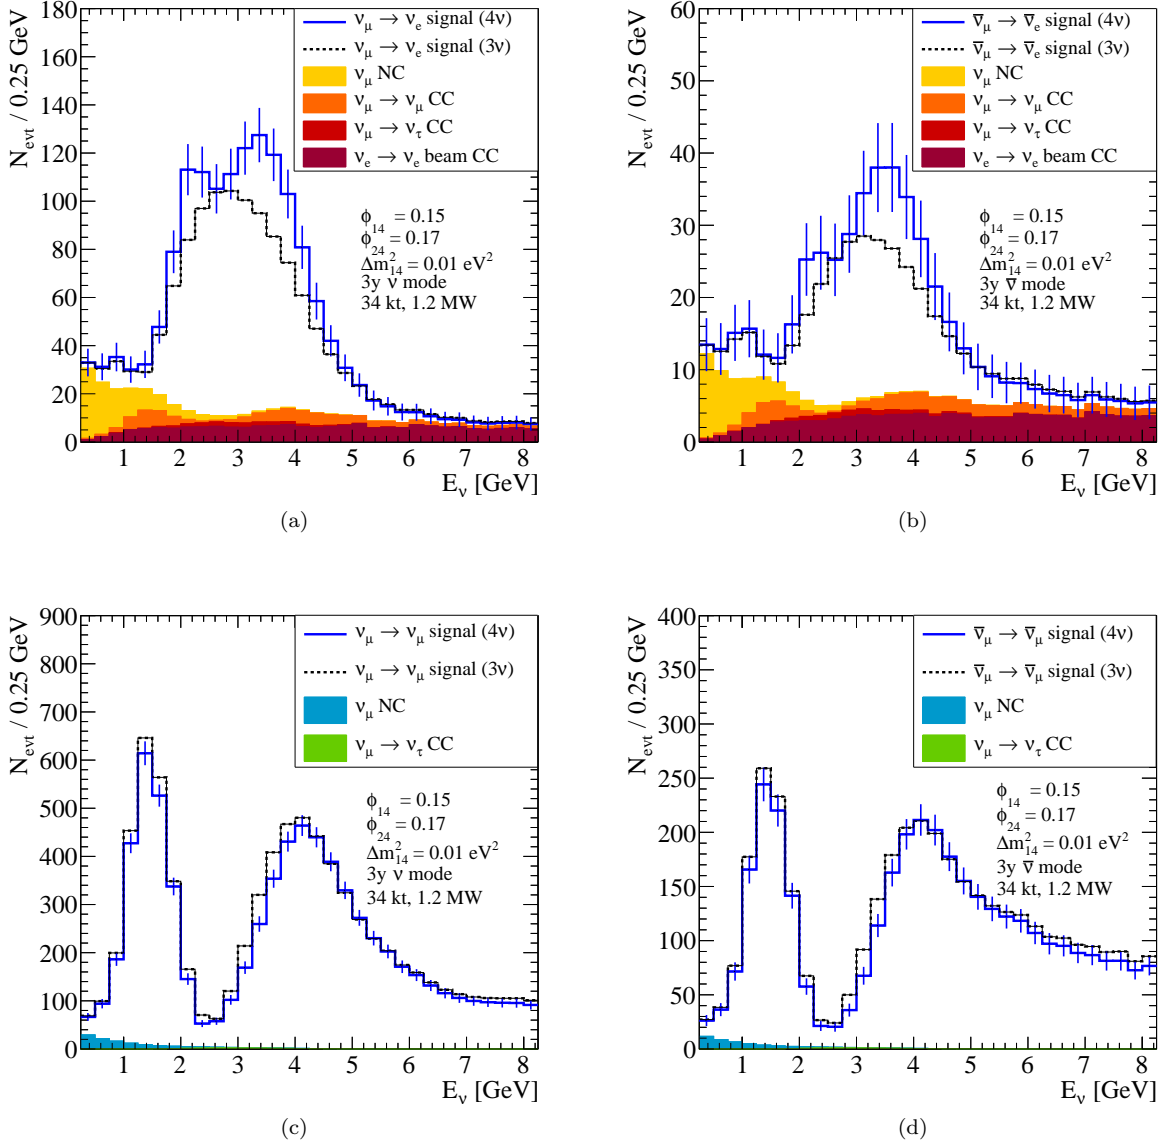 N_evt / 0.25 GeV
180
160
140
120
100
80
60
40
20
0
1 2 3 4 5 6 7 8
E_ν [GeV]
ν_μ → ν_e signal (4ν)
ν_μ → ν_e signal (3ν)
ν_μ NC
ν_μ → ν_μ CC
ν_μ → ν_τ CC
ν_e → ν_e beam CC
ϕ_14 = 0.15
ϕ_24 = 0.17
Δm²_14 = 0.01 eV²
3y ν mode
34 kt, 1.2 MW
(a)
N_evt / 0.25 GeV
60
50
40
30
20
10
0
1 2 3 4 5 6 7 8
E_ν [GeV]
ν̅_μ → ν̅_e signal (4ν)
ν̅_μ → ν̅_e signal (3ν)
ν_μ NC
ν_μ → ν_μ CC
ν_μ → ν_τ CC
ν_e → ν_e beam CC
ϕ_14 = 0.15
ϕ_24 = 0.17
Δm²_14 = 0.01 eV²
3y ν̅ mode
34 kt, 1.2 MW
(b)
N_evt / 0.25 GeV
900
800
700
600
500
400
300
200
100
0
1 2 3 4 5 6 7 8
E_ν [GeV]
ν_μ → ν_μ signal (4ν)
ν_μ → ν_μ signal (3ν)
ν_μ NC
ν_μ → ν_τ CC
ϕ_14 = 0.15
ϕ_24 = 0.17
Δm²_14 = 0.01 eV²
3y ν mode
34 kt, 1.2 MW
(c)
N_evt / 0.25 GeV
400
350
300
250
200
150
100
50
0
1 2 3 4 5 6 7 8
E_ν [GeV]
ν̅_μ → ν̅_μ signal (4ν)
ν̅_μ → ν̅_μ signal (3ν)
ν_μ NC
ν_μ → ν_τ CC
ϕ_14 = 0.15
ϕ_24 = 0.17
Δm²_14 = 0.01 eV²
3y ν̅ mode
34 kt, 1.2 MW
(d)